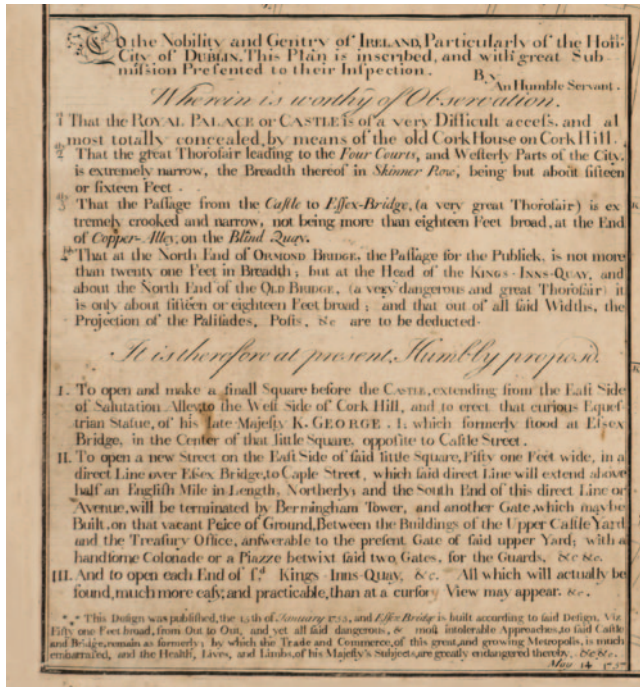 To the Nobility and Gentry of IRELAND, Particularly of the Hon:ble
City of DUBLIN, This Plan is inscribed, and with great Sub-
mission Presented to their Inspection.
By
An Humble Servant.
Wherein is worthy of Observation.
1 That the ROYAL PALACE or CASTLE is of a very Difficult access, and al
most totally concealed, by means of the old Cork House on Cork Hill.
2 That the great Thorofair leading to the Four Courts, and Westerly Parts of the City,
is extremely narrow, the Breadth thereof in Skinner Row, being but about fifteen
or sixteen Feet.
3 That the Passage from the Castle to Essex-Bridge, (a very great Thorofair) is ex
tremely crooked and narrow, not being more than eighteen Feet broad, at the End
of Copper-Alley, on the Blind Quay.
4 That at the North End of ORMOND BRIDGE, the Passage for the Publick, is not more
than twenty one Feet in Breadth; but at the Head of the KINGS-INNS-QUAY, and
about the North End of the OLD BRIDGE, (a very dangerous and great Thorofair) it
is only about fifteen or eighteen Feet broad; and that out of all said Widths, the
Projection of the Palisades, Posts, &c are to be deducted.
It is therefore at present, Humbly propos'd.
I. To open and make a small Square before the CASTLE, extending from the East Side
of Salutation Alley, to the West Side of Cork Hill, and to erect that curious Eques-
trian Statue, of his late Majesty K. GEORGE. I. which formerly stood at Essex
Bridge, in the Center of that little Square, opposite to Castle Street.
II. To open a new Street on the East Side of said little Square, Fifty one Feet wide, in a
direct Line over Essex Bridge, to Caple Street, which said direct Line will extend above
half an English Mile in Length, Northerly; and the South End of this direct Line or
Avenue, will be terminated by Bermingham Tower, and another Gate, which may be
Built, on that vacant Peice of Ground, Between the Buildings of the Upper Castle Yard
and the Treasury Office, answerable to the present Gate of said upper Yard; with a
handsome Colonade or a Piazze betwixt said two Gates, for the Guards, &c &c.
III. And to open each End of s.d Kings-Inns-Quay, &c. All which will actually be
found, much more easy, and practicable, than at a cursory View may appear. &c.
*** This Design was published, the 15th of January 1753, and Essex Bridge is built according to said Design, Viz.
Fifty one Feet broad, from Out to Out, and yet all said dangerous, & most intolerable Approaches, to said Castle
and Bridge, remain as formerly; by which the Trade and Commerce, of this great, and growing Metropolis, is much
embarrassed, and the Health, Lives, and Limbs, of his Majesty's Subjects, are greatly endangered thereby. &c &c.
May 14 1757